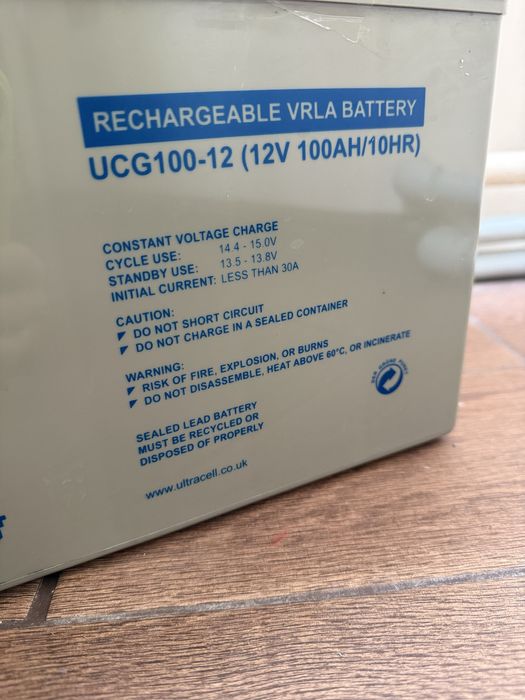 RECHARGEABLE VRLA BATTERY
UCG100-12 (12V 100AH/10HR)
CONSTANT VOLTAGE CHARGE
CYCLE USE: 14.4 - 15.0V
STANDBY USE: 13.5 - 13.8V
INITIAL CURRENT: LESS THAN 30A
CAUTION:
DO NOT SHORT CIRCUIT
DO NOT CHARGE IN A SEALED CONTAINER
WARNING:
RISK OF FIRE, EXPLOSION, OR BURNS
DO NOT DISASSEMBLE, HEAT ABOVE 60°C, OR INCINERATE
SEALED LEAD BATTERY
MUST BE RECYCLED OR
DISPOSED OF PROPERLY
www.ultracell.co.uk